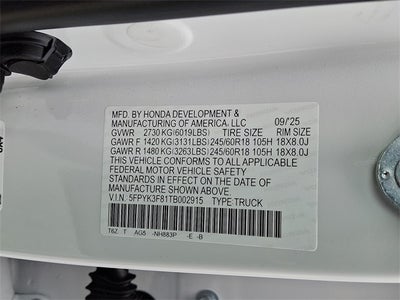 MFD. BY HONDA DEVELOPMENT &
MANUFACTURING OF AMERICA, LLC 09/'25
GVWR 2730 KG(6019LBS) TIRE SIZE RIM SIZE
GAWR F 1420 KG(3131LBS) 245/60R18 105H 18X8.0J
GAWR R 1480 KG(3263LBS) 245/60R18 105H 18X8.0J
THIS VEHICLE CONFORMS TO ALL APPLICABLE
FEDERAL MOTOR VEHICLE SAFETY
STANDARDS IN EFFECT ON THE DATE OF
MANUFACTURE SHOWN ABOVE.
V.I.N. 5FPYK3F81TB002915 TYPE:TRUCK
T6Z T AG5 -NH883P -E -B